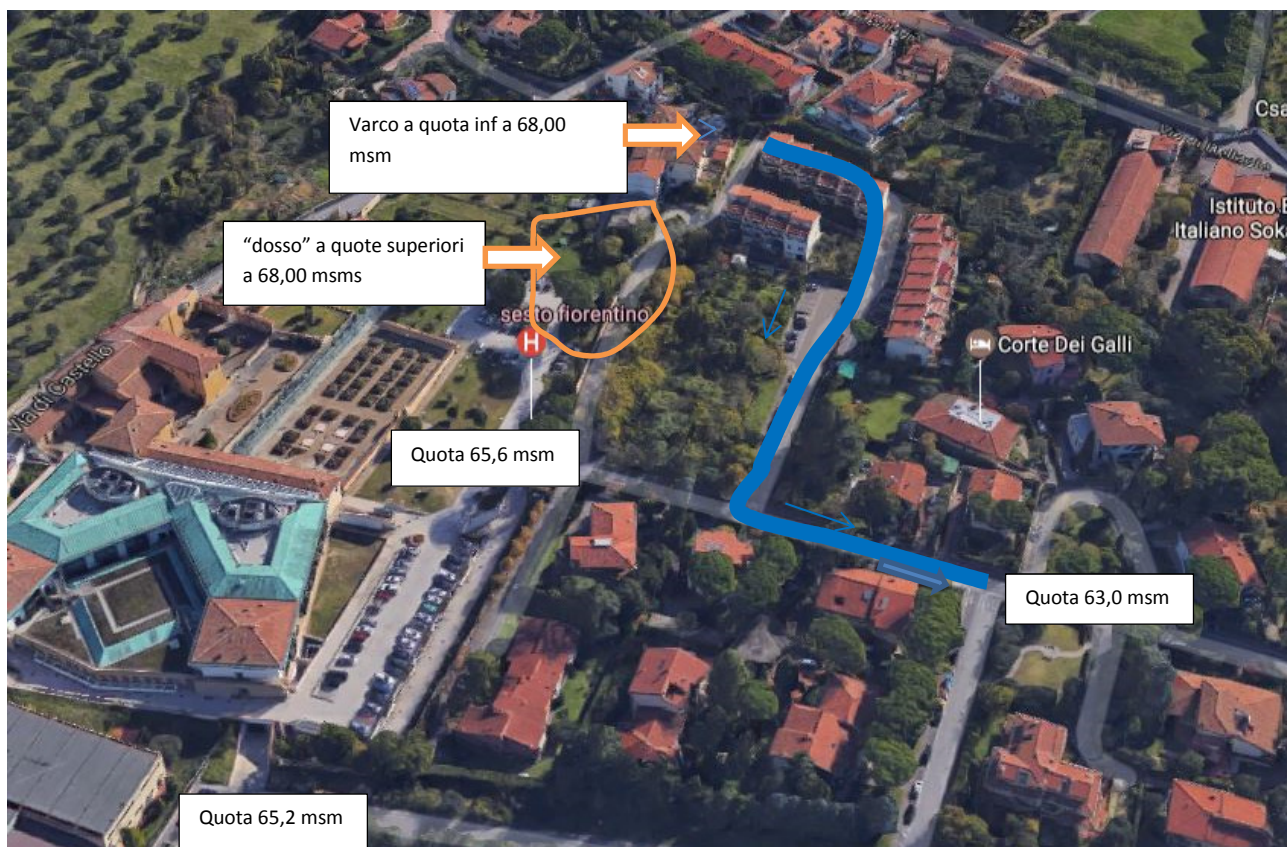 Varco a quota inf a 68,00
msm
Csa
Istituto
Italiano Soka
“dosso” a quote superiori
a 68,00 msms
sesto fiorentino
H
Corte Dei Galli
Via di Castello
Quota 65,6 msm
Quota 63,0 msm
Quota 65,2 msm